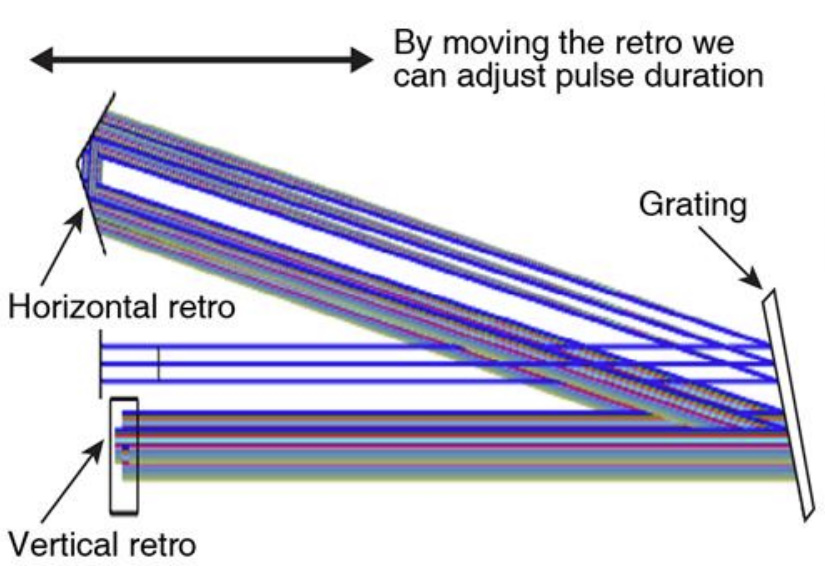 By moving the retro we
can adjust pulse duration
Grating
Horizontal retro
Vertical retro